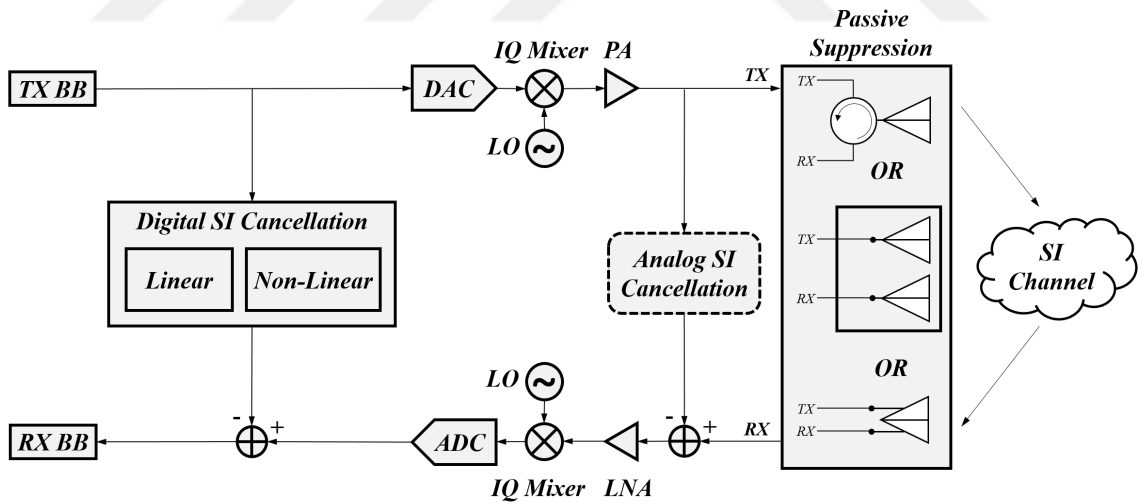 Passive
Suppression
IQ Mixer PA
TX BB
DAC
TX
LO
TX
RX
OR
Digital SI Cancellation
Linear
Non-Linear
Analog SI
Cancellation
TX
RX
SI
Channel
OR
LO
TX
RX
- +
- +
RX BB
ADC
RX
IQ Mixer LNA